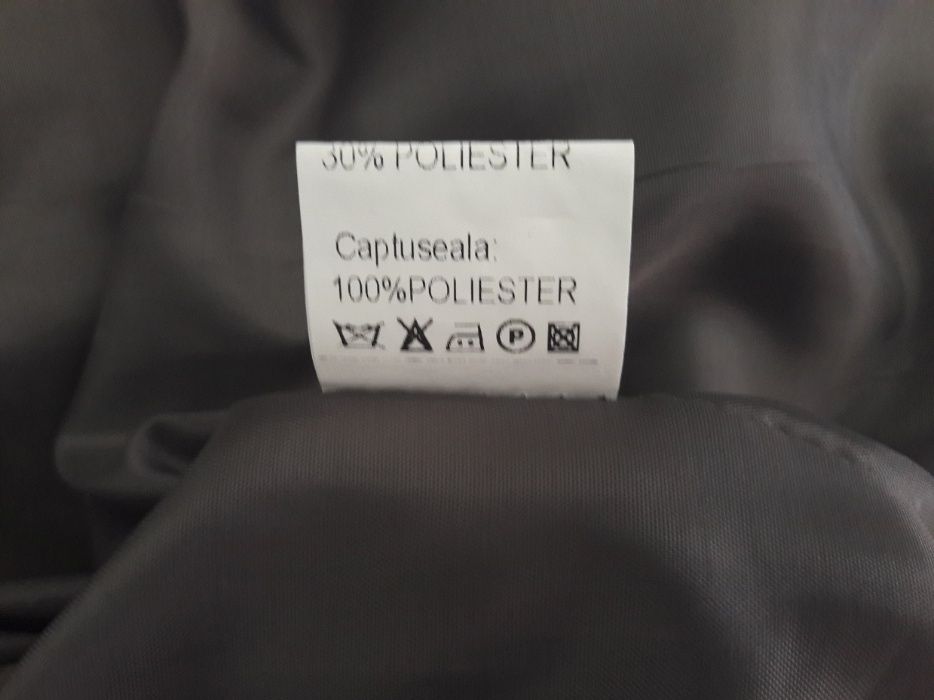 30% POLIESTER
Captuseala:
100%POLIESTER
P